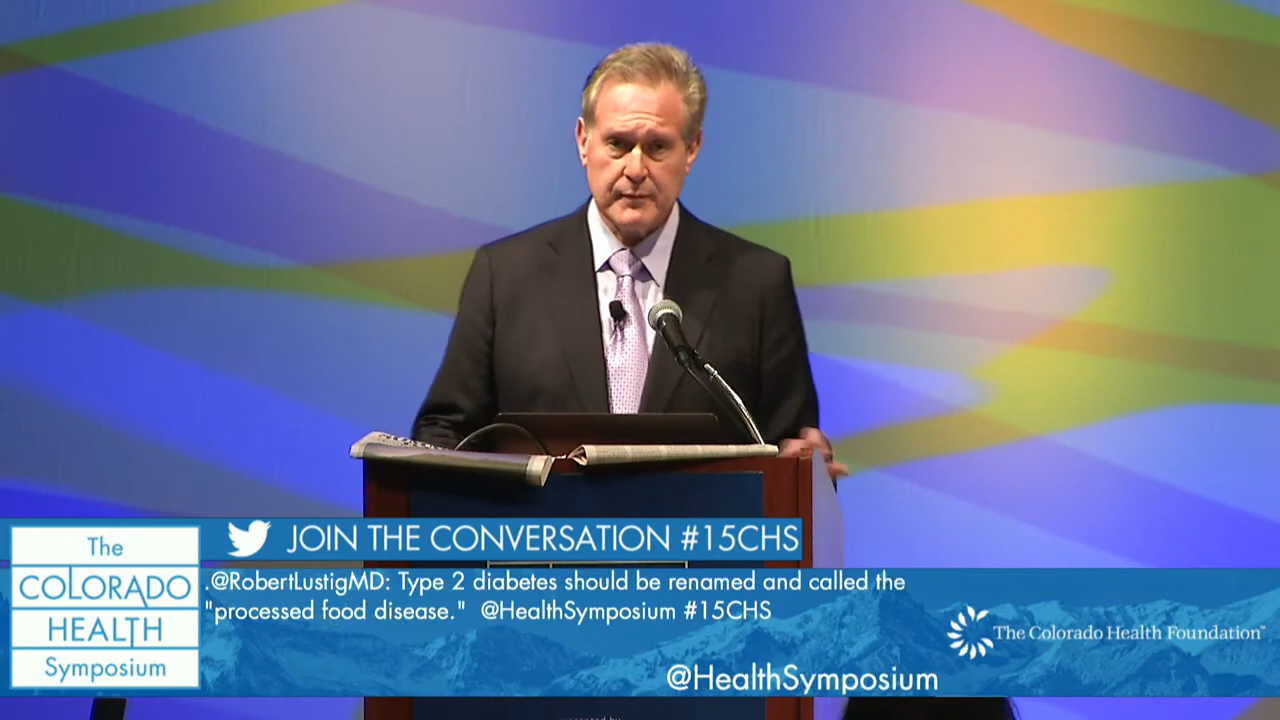 JOIN THE CONVERSATION #15CHS
The
COLORADO
HEALTH
Symposium
.@RobertLustigMD: Type 2 diabetes should be renamed and called the
"processed food disease."  @HealthSymposium #15CHS
The Colorado Health Foundation™
@HealthSymposium